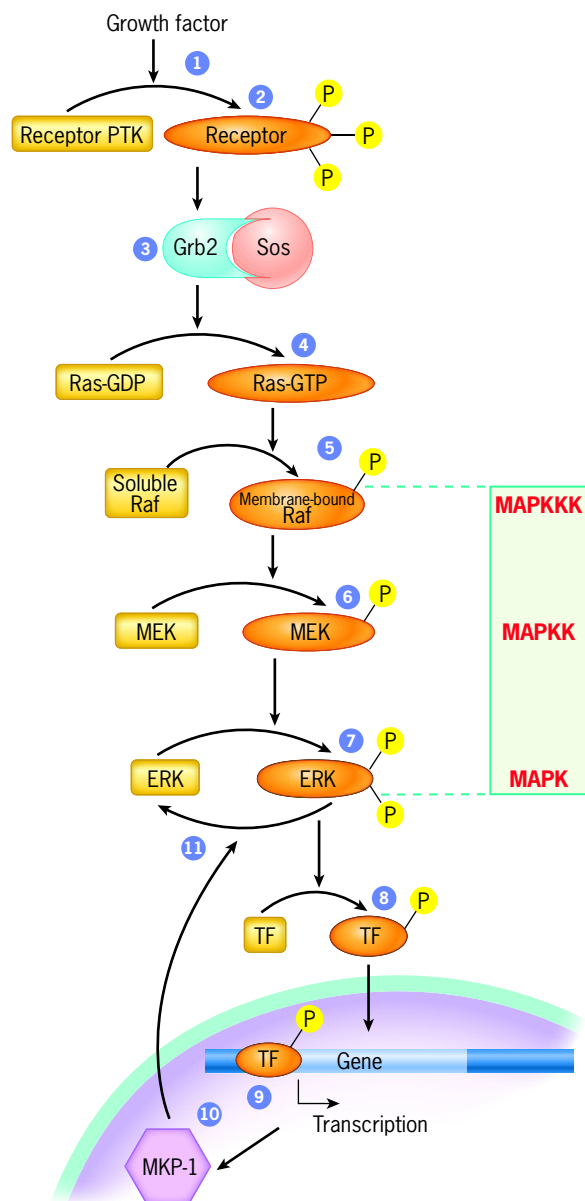 Growth factor
1
2
P
Receptor PTK
Receptor
P
P
3
Grb2
Sos
4
Ras-GDP
Ras-GTP
5
P
Soluble
Raf
Membrane-bound
Raf
MAPKKK
6
P
MEK
MEK
MAPKK
7
P
ERK
ERK
MAPK
P
11
8
P
TF
TF
P
TF
Gene
9
Transcription
10
MKP-1